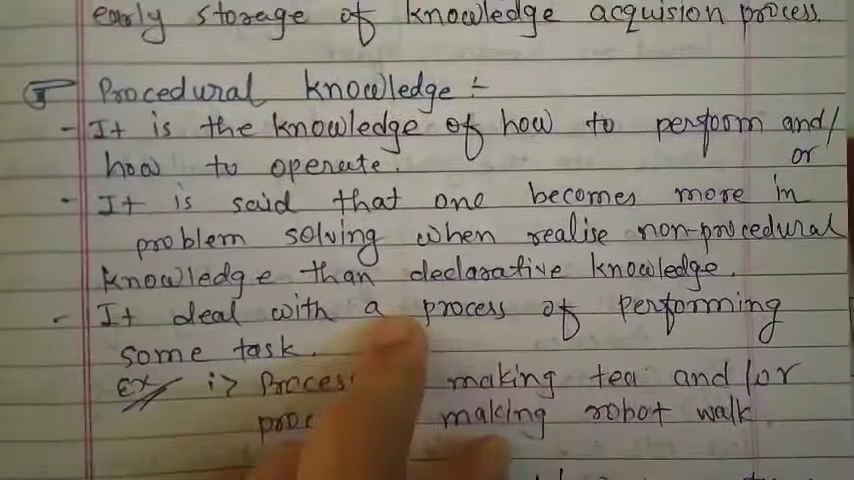 early storage of knowledge acquision process.
Procedural knowledge :-
- It is the knowledge of how to perform and/or
how to operate.
- It is said that one becomes more in
problem solving when realise non-procedural
knowledge than declarative knowledge.
- It deal with a process of performing
some task.
Ex i> Process making tea and/or
making robot walk